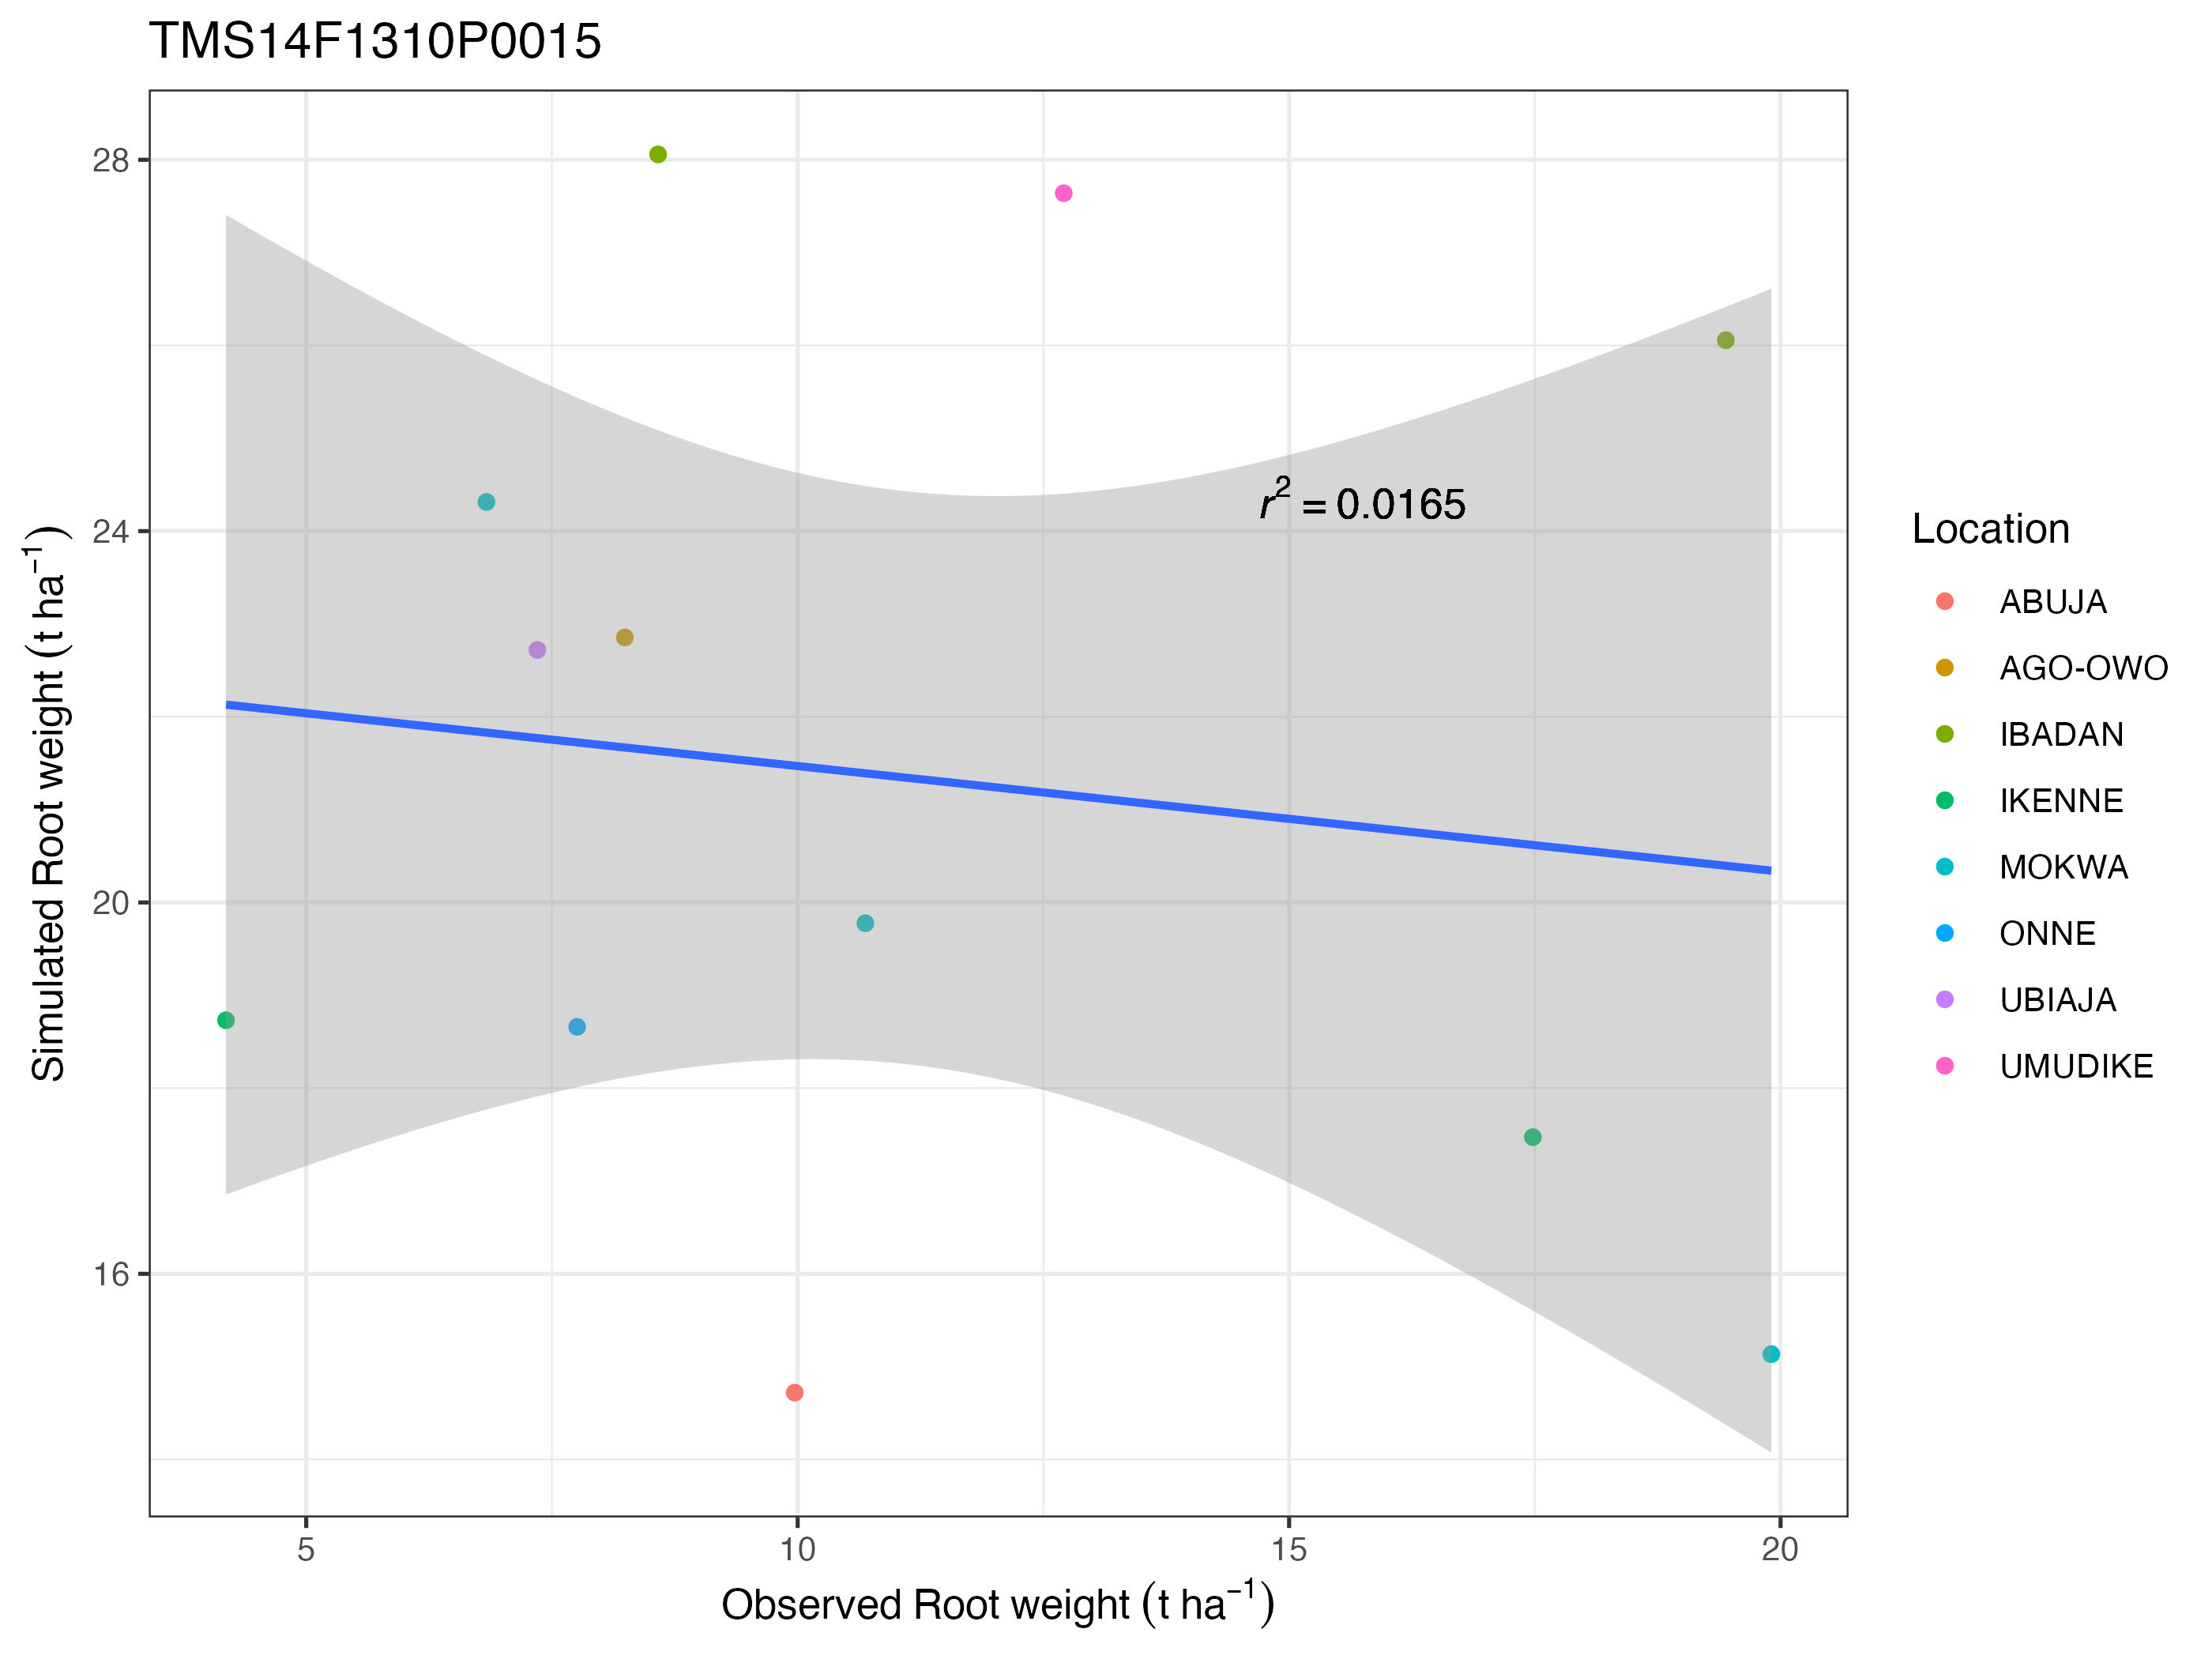 TMS14F1310P0015
28
24
20
16
Simulated Root weight (t ha⁻¹)
r² = 0.0165
5 10 15 20
Observed Root weight (t ha⁻¹)
Location
ABUJA
AGO-OWO
IBADAN
IKENNE
MOKWA
ONNE
UBIAJA
UMUDIKE